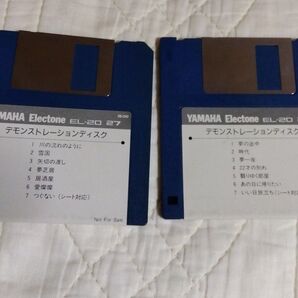 YAMAHA Electone EL-20 27
デモンストレーションディスク
1 川の流れのように
2 雪国
3 矢切の渡し
4 夢芝居
5 居酒屋
6 愛燦燦
7 つぐない(シート対応)
Not For Sale
YAMAHA Electone EL-20
デモンストレーションディスク
1 夢の途中
2 時代
3 夢一夜
4 22才の別れ
5 翳りゆく部屋
6 あの日に帰りたい
7 いい日旅立ち(シート対応)